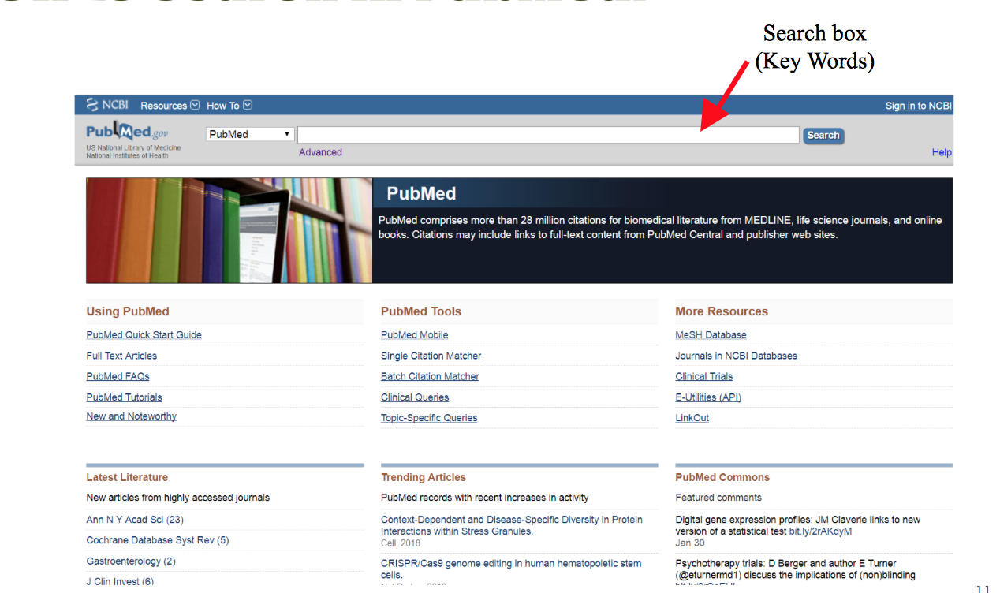 Search box
(Key Words)
NCBI Resources How To Sign in to NCBI
PubMed.gov
US National Library of Medicine
National Institutes of Health
PubMed
Search
Advanced
Help
PubMed
PubMed comprises more than 28 million citations for biomedical literature from MEDLINE, life science journals, and online
books. Citations may include links to full-text content from PubMed Central and publisher web sites.
Using PubMed
PubMed Quick Start Guide
Full Text Articles
PubMed FAQs
PubMed Tutorials
New and Noteworthy
PubMed Tools
PubMed Mobile
Single Citation Matcher
Batch Citation Matcher
Clinical Queries
Topic-Specific Queries
More Resources
MeSH Database
Journals in NCBI Databases
Clinical Trials
E-Utilities (API)
LinkOut
Latest Literature
New articles from highly accessed journals
Ann N Y Acad Sci (23)
Cochrane Database Syst Rev (5)
Gastroenterology (2)
J Clin Invest (6)
Trending Articles
PubMed records with recent increases in activity
Context-Dependent and Disease-Specific Diversity in Protein
Interactions within Stress Granules.
Cell. 2018.
CRISPR/Cas9 genome editing in human hematopoietic stem
cells.
PubMed Commons
Featured comments
Digital gene expression profiles: JM Claverie links to new
version of a statistical test bit.ly/2rAKdyM
Jan 30
Psychotherapy trials: D Berger and author E Turner
(@eturnermd1) discuss the implications of (non)blinding
11